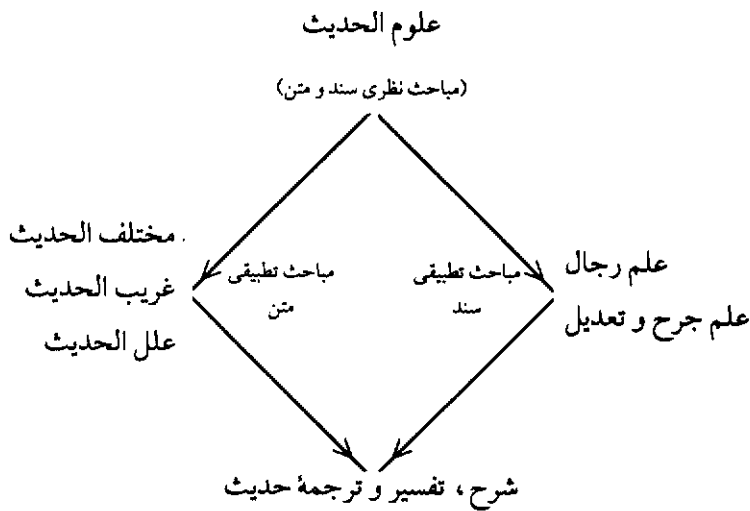 علوم الحدیث
(مباحث نظری سند و متن)
علم رجال
علم جرح و تعدیل
مباحث تطبیقی
سند
مباحث تطبیقی
متن
مختلف الحدیث
غریب الحدیث
علل الحدیث
شرح، تفسیر و ترجمهٔ حدیث